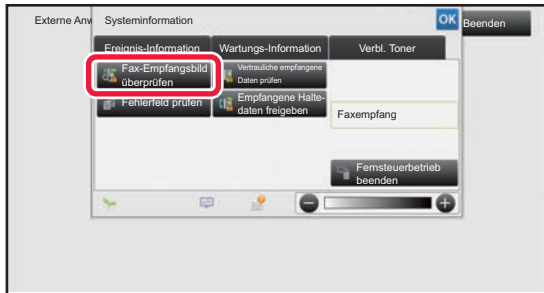 Externe Anw
Systeminformation
OK
Beenden
Ereignis-Information
Wartungs-Information
Verbl. Toner
Fax-Empfangsbild
überprüfen
Vertrauliche empfangene
Daten prüfen
Fehlerfeld prüfen
Empfangene Halte-
daten freigeben
Faxempfang
Fernsteuerbetrieb
beenden